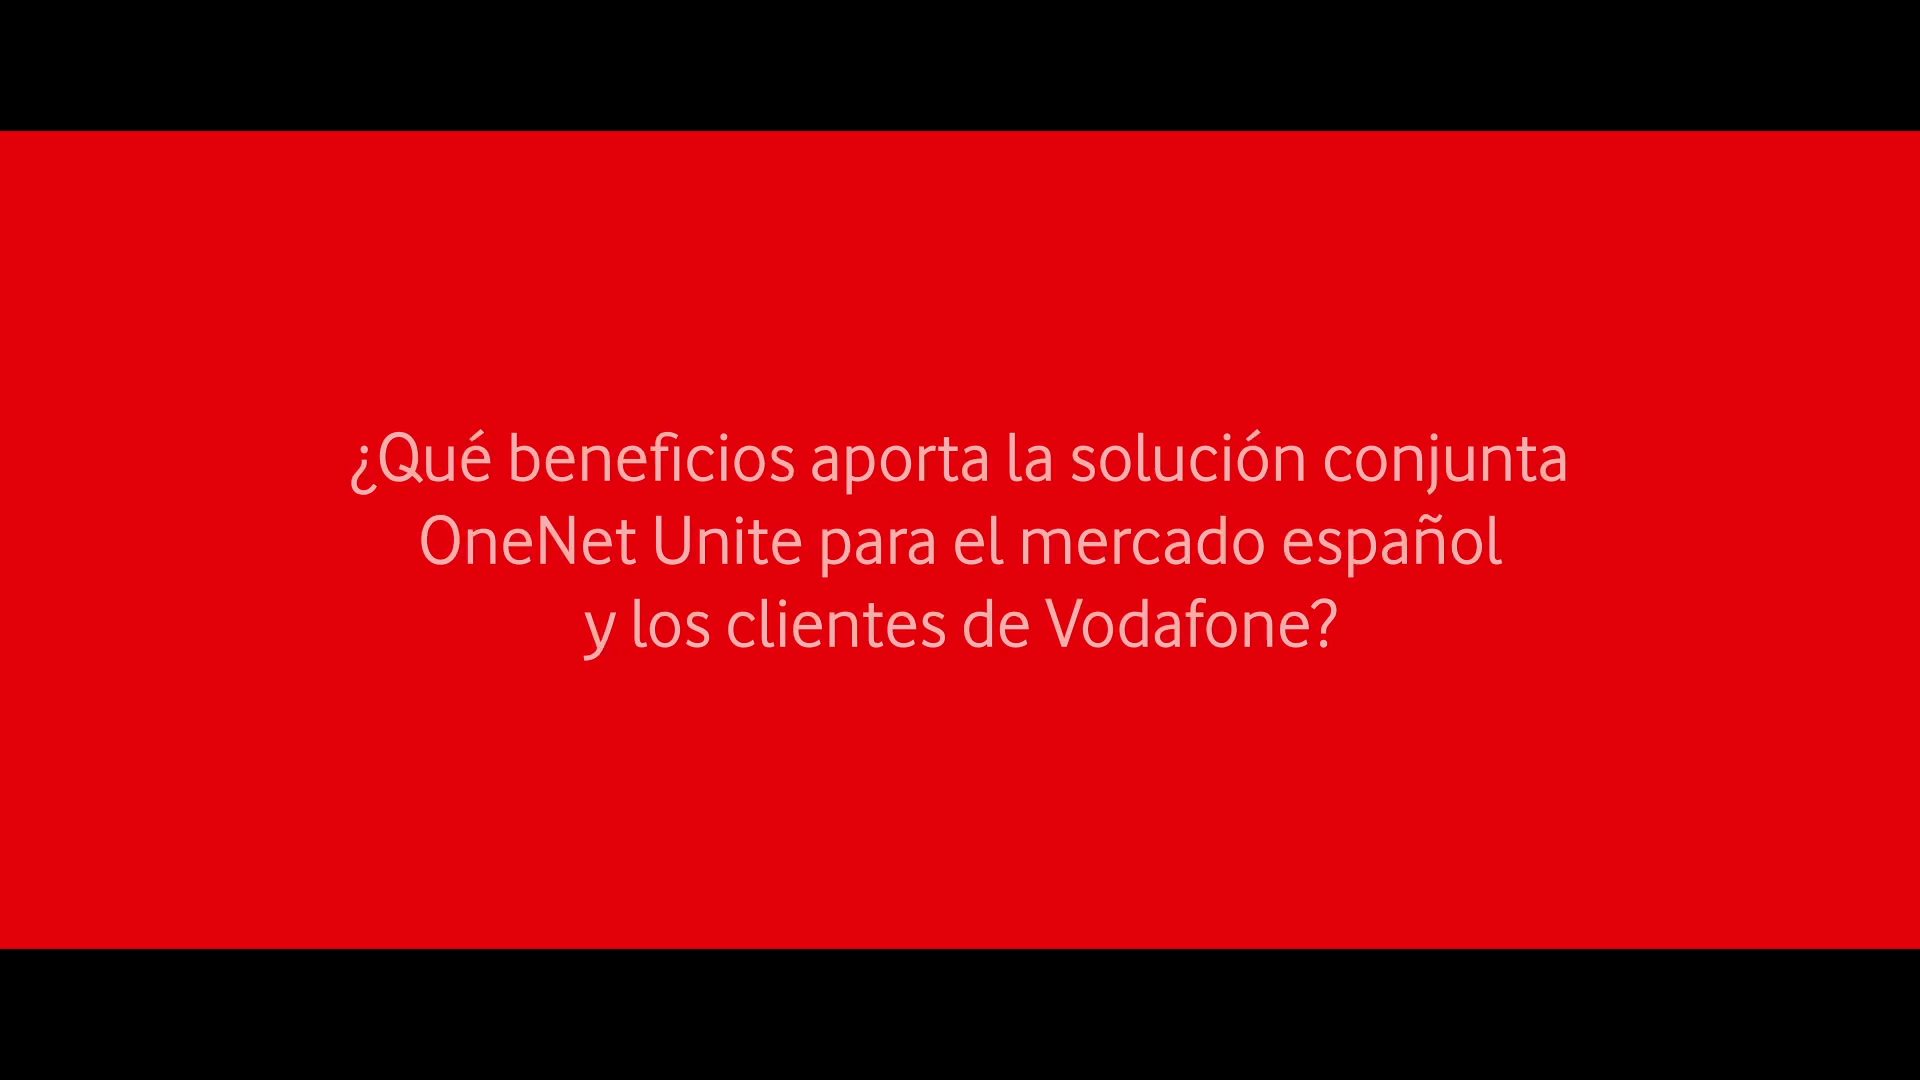 ¿Qué beneficios aporta la solución conjunta
OneNet Unite para el mercado español
y los clientes de Vodafone?